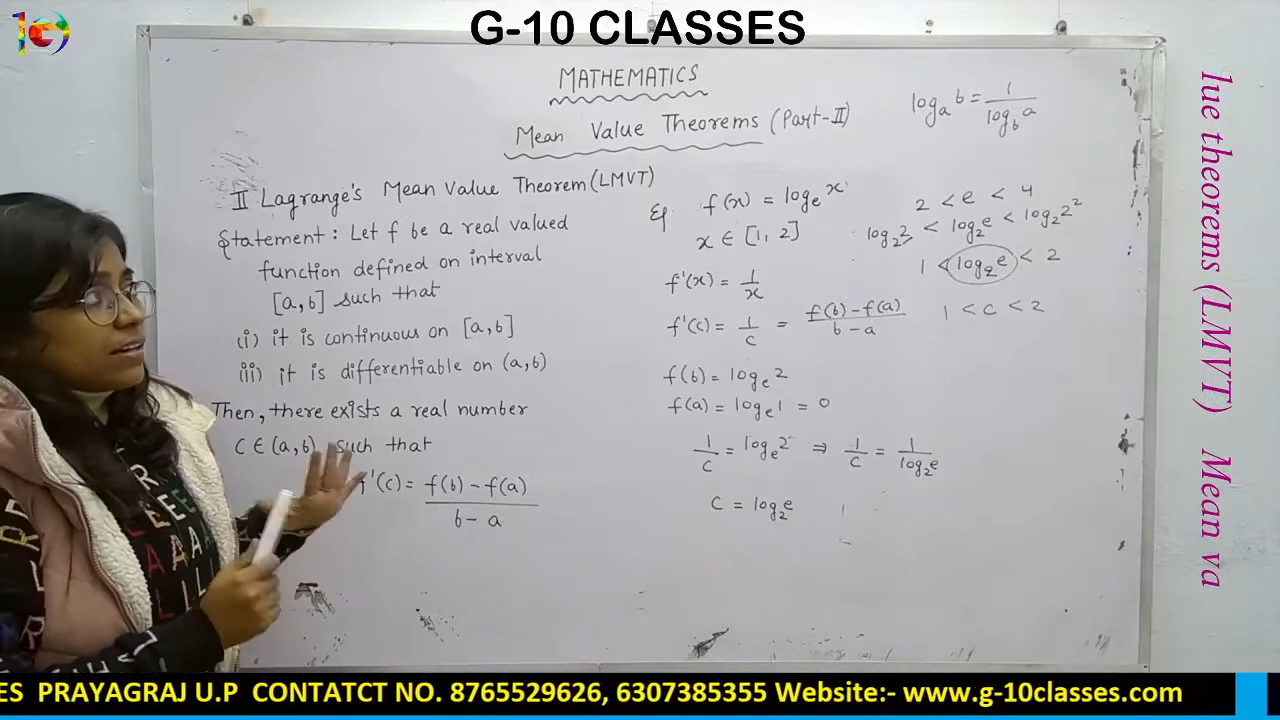 G-10 CLASSES
MATHEMATICS
Mean Value Theorems (Part-II)
log_a b = 1/log_b a
II Lagrange's Mean Value Theorem (LMVT)
Statement : Let f be a real valued
function defined on interval
[a,b] such that
(i) it is continuous on [a,b]
(ii) it is differentiable on (a,b)
Then, there exists a real number
C ∈ (a,b) such that
f'(c) = f(b) - f(a)
b - a
Eg. f(x) = log_e x
x ∈ [1, 2]
f'(x) = 1/x
f'(c) = 1/c = f(b) - f(a)/b - a
f(b) = log_e 2
f(a) = log_e 1 = 0
1/c = log_e 2 ⇒ 1/c = 1/log_2 e
C = log_2 e
2 < e < 4
log_2 2 < log_2 e < log_2 2²
1 < log_2 e < 2
1 < c < 2
lue theorems (LMVT) Mean va
ES PRAYAGRAJ U.P CONTATCT NO. 8765529626, 6307385355 Website:- www.g-10classes.com